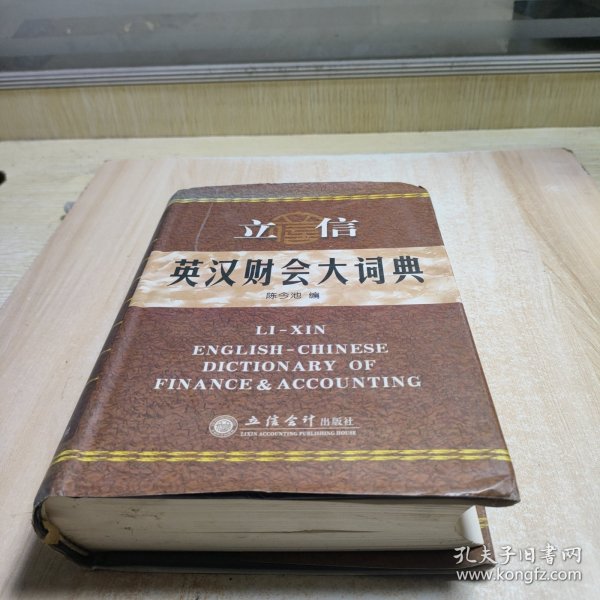 立信
英汉财会大词典
陈今池 编
LI-XIN
ENGLISH-CHINESE
DICTIONARY OF
FINANCE & ACCOUNTING
立信会计出版社
LIXIN ACCOUNTING PUBLISHING HOUSE
孔夫子旧书网
www.kongfz.com